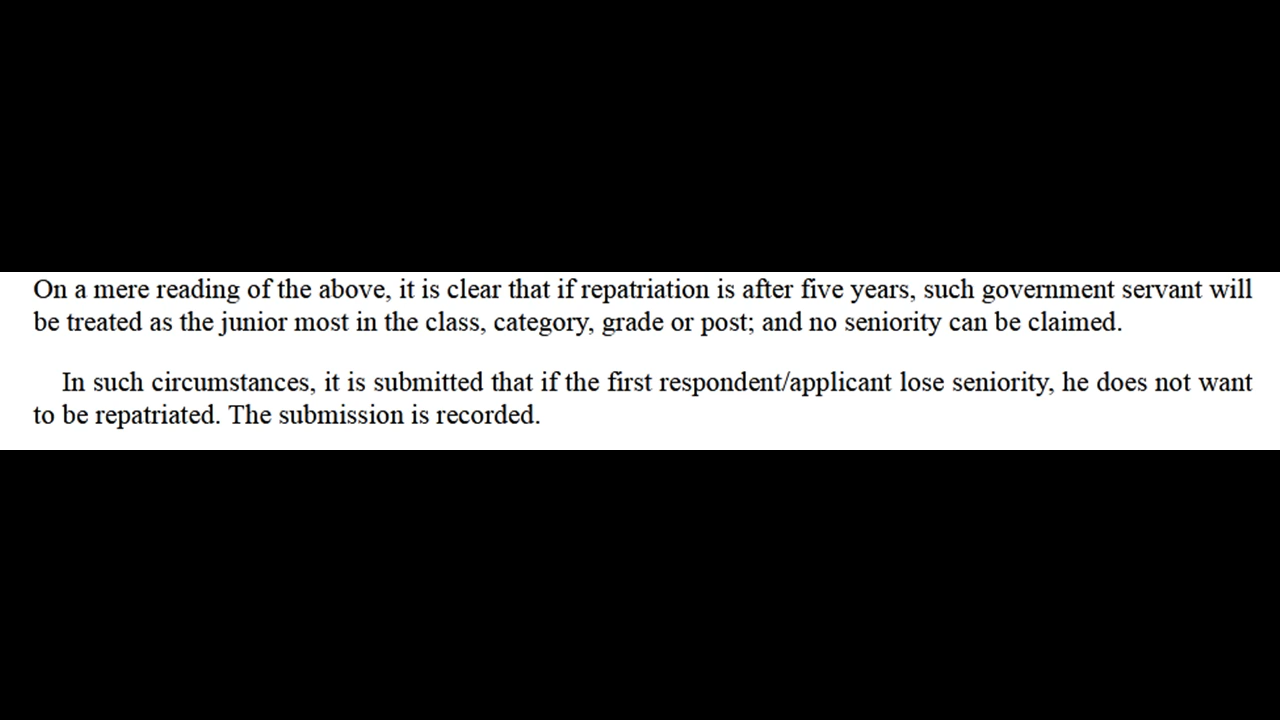 On a mere reading of the above, it is clear that if repatriation is after five years, such government servant will
be treated as the junior most in the class, category, grade or post; and no seniority can be claimed.
In such circumstances, it is submitted that if the first respondent/applicant lose seniority, he does not want
to be repatriated. The submission is recorded.